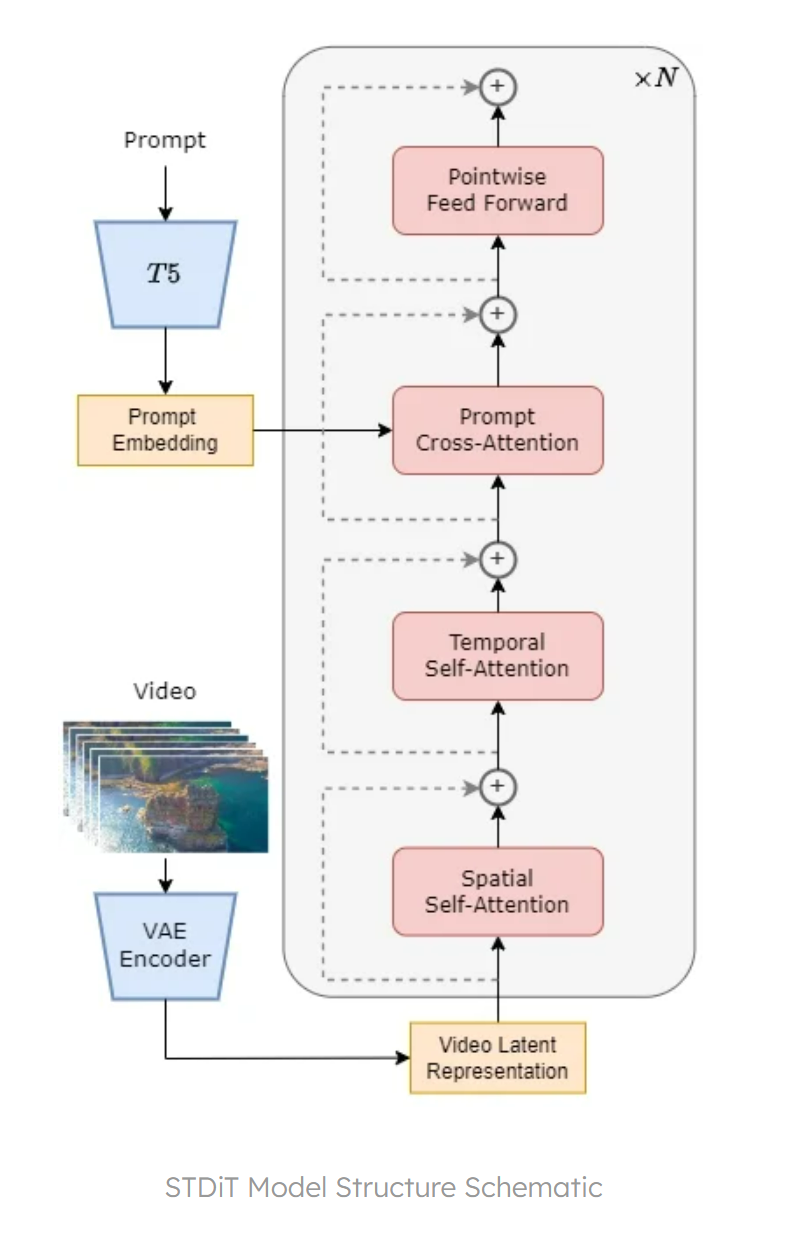 ×N
Pointwise
Feed Forward
Prompt
T5
Prompt
Embedding
Prompt
Cross-Attention
Temporal
Self-Attention
Video
Spatial
Self-Attention
VAE
Encoder
Video Latent
Representation
STDiT Model Structure Schematic